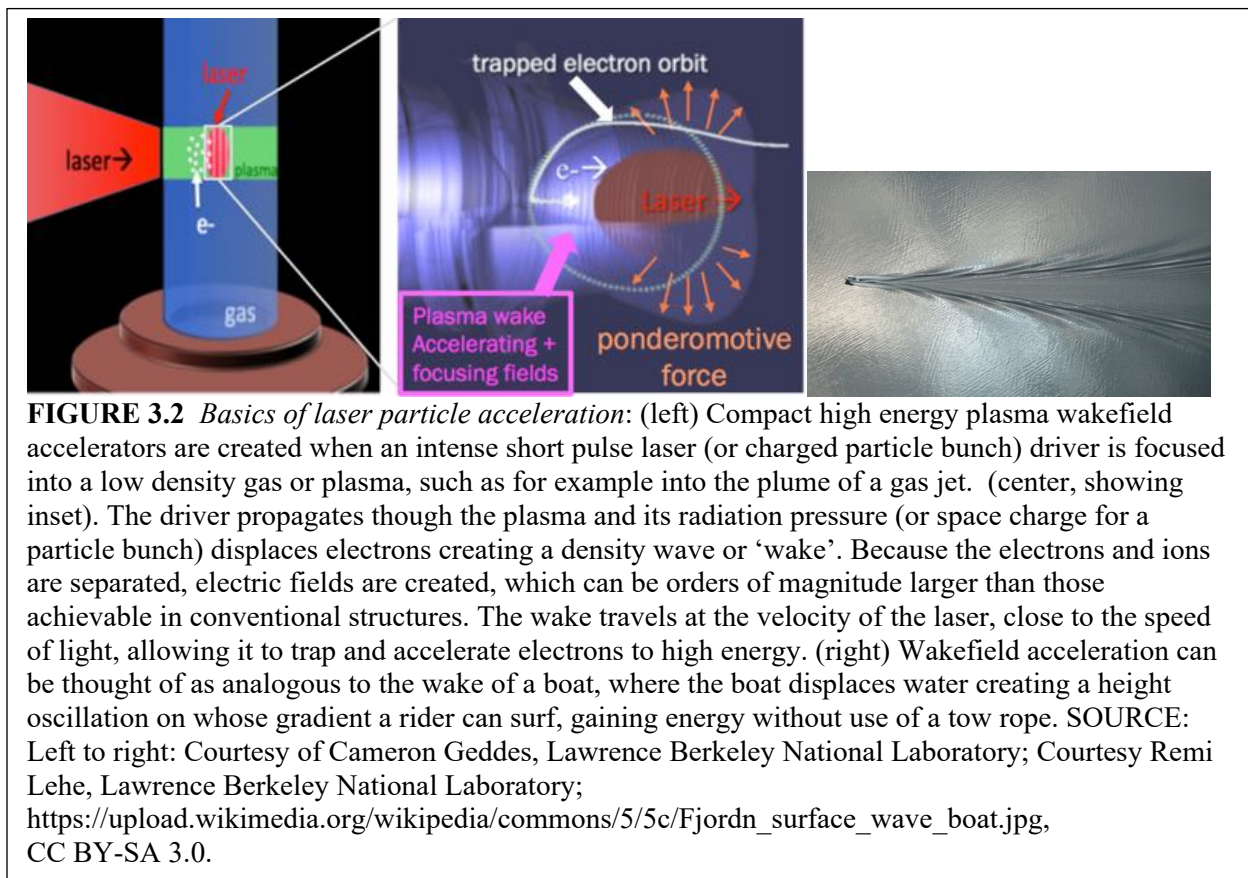 laser
laser→
plasma
e-
gas
trapped electron orbit
e-→
Laser →
Plasma wake
Accelerating +
focusing fields
ponderomotive
force
FIGURE 3.2 Basics of laser particle acceleration: (left) Compact high energy plasma wakefield
accelerators are created when an intense short pulse laser (or charged particle bunch) driver is focused
into a low density gas or plasma, such as for example into the plume of a gas jet. (center, showing
inset). The driver propagates though the plasma and its radiation pressure (or space charge for a
particle bunch) displaces electrons creating a density wave or ‘wake’. Because the electrons and ions
are separated, electric fields are created, which can be orders of magnitude larger than those
achievable in conventional structures. The wake travels at the velocity of the laser, close to the speed
of light, allowing it to trap and accelerate electrons to high energy. (right) Wakefield acceleration can
be thought of as analogous to the wake of a boat, where the boat displaces water creating a height
oscillation on whose gradient a rider can surf, gaining energy without use of a tow rope. SOURCE:
Left to right: Courtesy of Cameron Geddes, Lawrence Berkeley National Laboratory; Courtesy Remi
Lehe, Lawrence Berkeley National Laboratory;
https://upload.wikimedia.org/wikipedia/commons/5/5c/Fjordn_surface_wave_boat.jpg,
CC BY-SA 3.0.